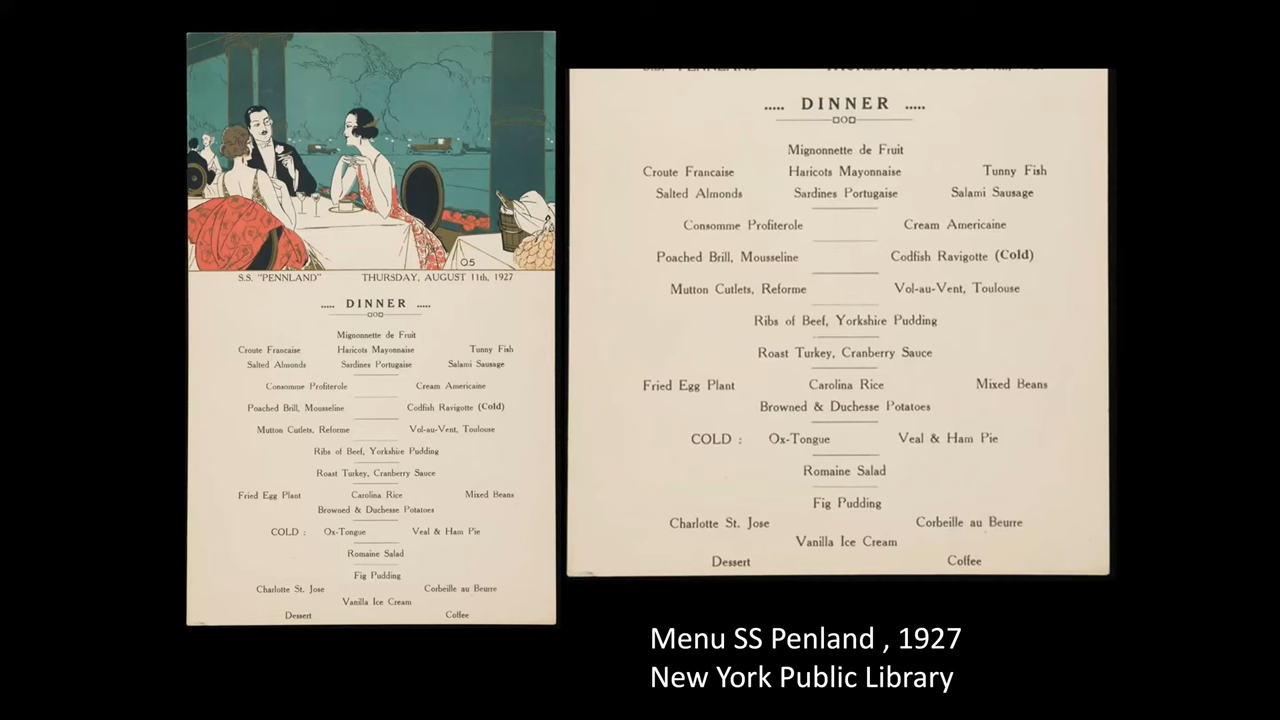 S.S. "PENNLAND" THURSDAY, AUGUST 11th, 1927
..... DINNER .....
Mignonnette de Fruit
Croute Francaise Haricots Mayonnaise Tunny Fish
Salted Almonds Sardines Portugaise Salami Sausage
Consomme Profiterole Cream Americaine
Poached Brill, Mousseline Codfish Ravigotte (Cold)
Mutton Cutlets, Reforme Vol-au-Vent, Toulouse
Ribs of Beef, Yorkshire Pudding
Roast Turkey, Cranberry Sauce
Fried Egg Plant Carolina Rice Mixed Beans
Browned & Duchesse Potatoes
COLD : Ox-Tongue Veal & Ham Pie
Romaine Salad
Fig Pudding
Charlotte St. Jose Corbeille au Beurre
Vanilla Ice Cream
Dessert Coffee
..... DINNER .....
Mignonnette de Fruit
Croute Francaise Haricots Mayonnaise Tunny Fish
Salted Almonds Sardines Portugaise Salami Sausage
Consomme Profiterole Cream Americaine
Poached Brill, Mousseline Codfish Ravigotte (Cold)
Mutton Cutlets, Reforme Vol-au-Vent, Toulouse
Ribs of Beef, Yorkshire Pudding
Roast Turkey, Cranberry Sauce
Fried Egg Plant Carolina Rice Mixed Beans
Browned & Duchesse Potatoes
COLD : Ox-Tongue Veal & Ham Pie
Romaine Salad
Fig Pudding
Charlotte St. Jose Corbeille au Beurre
Vanilla Ice Cream
Dessert Coffee
Menu SS Penland , 1927
New York Public Library